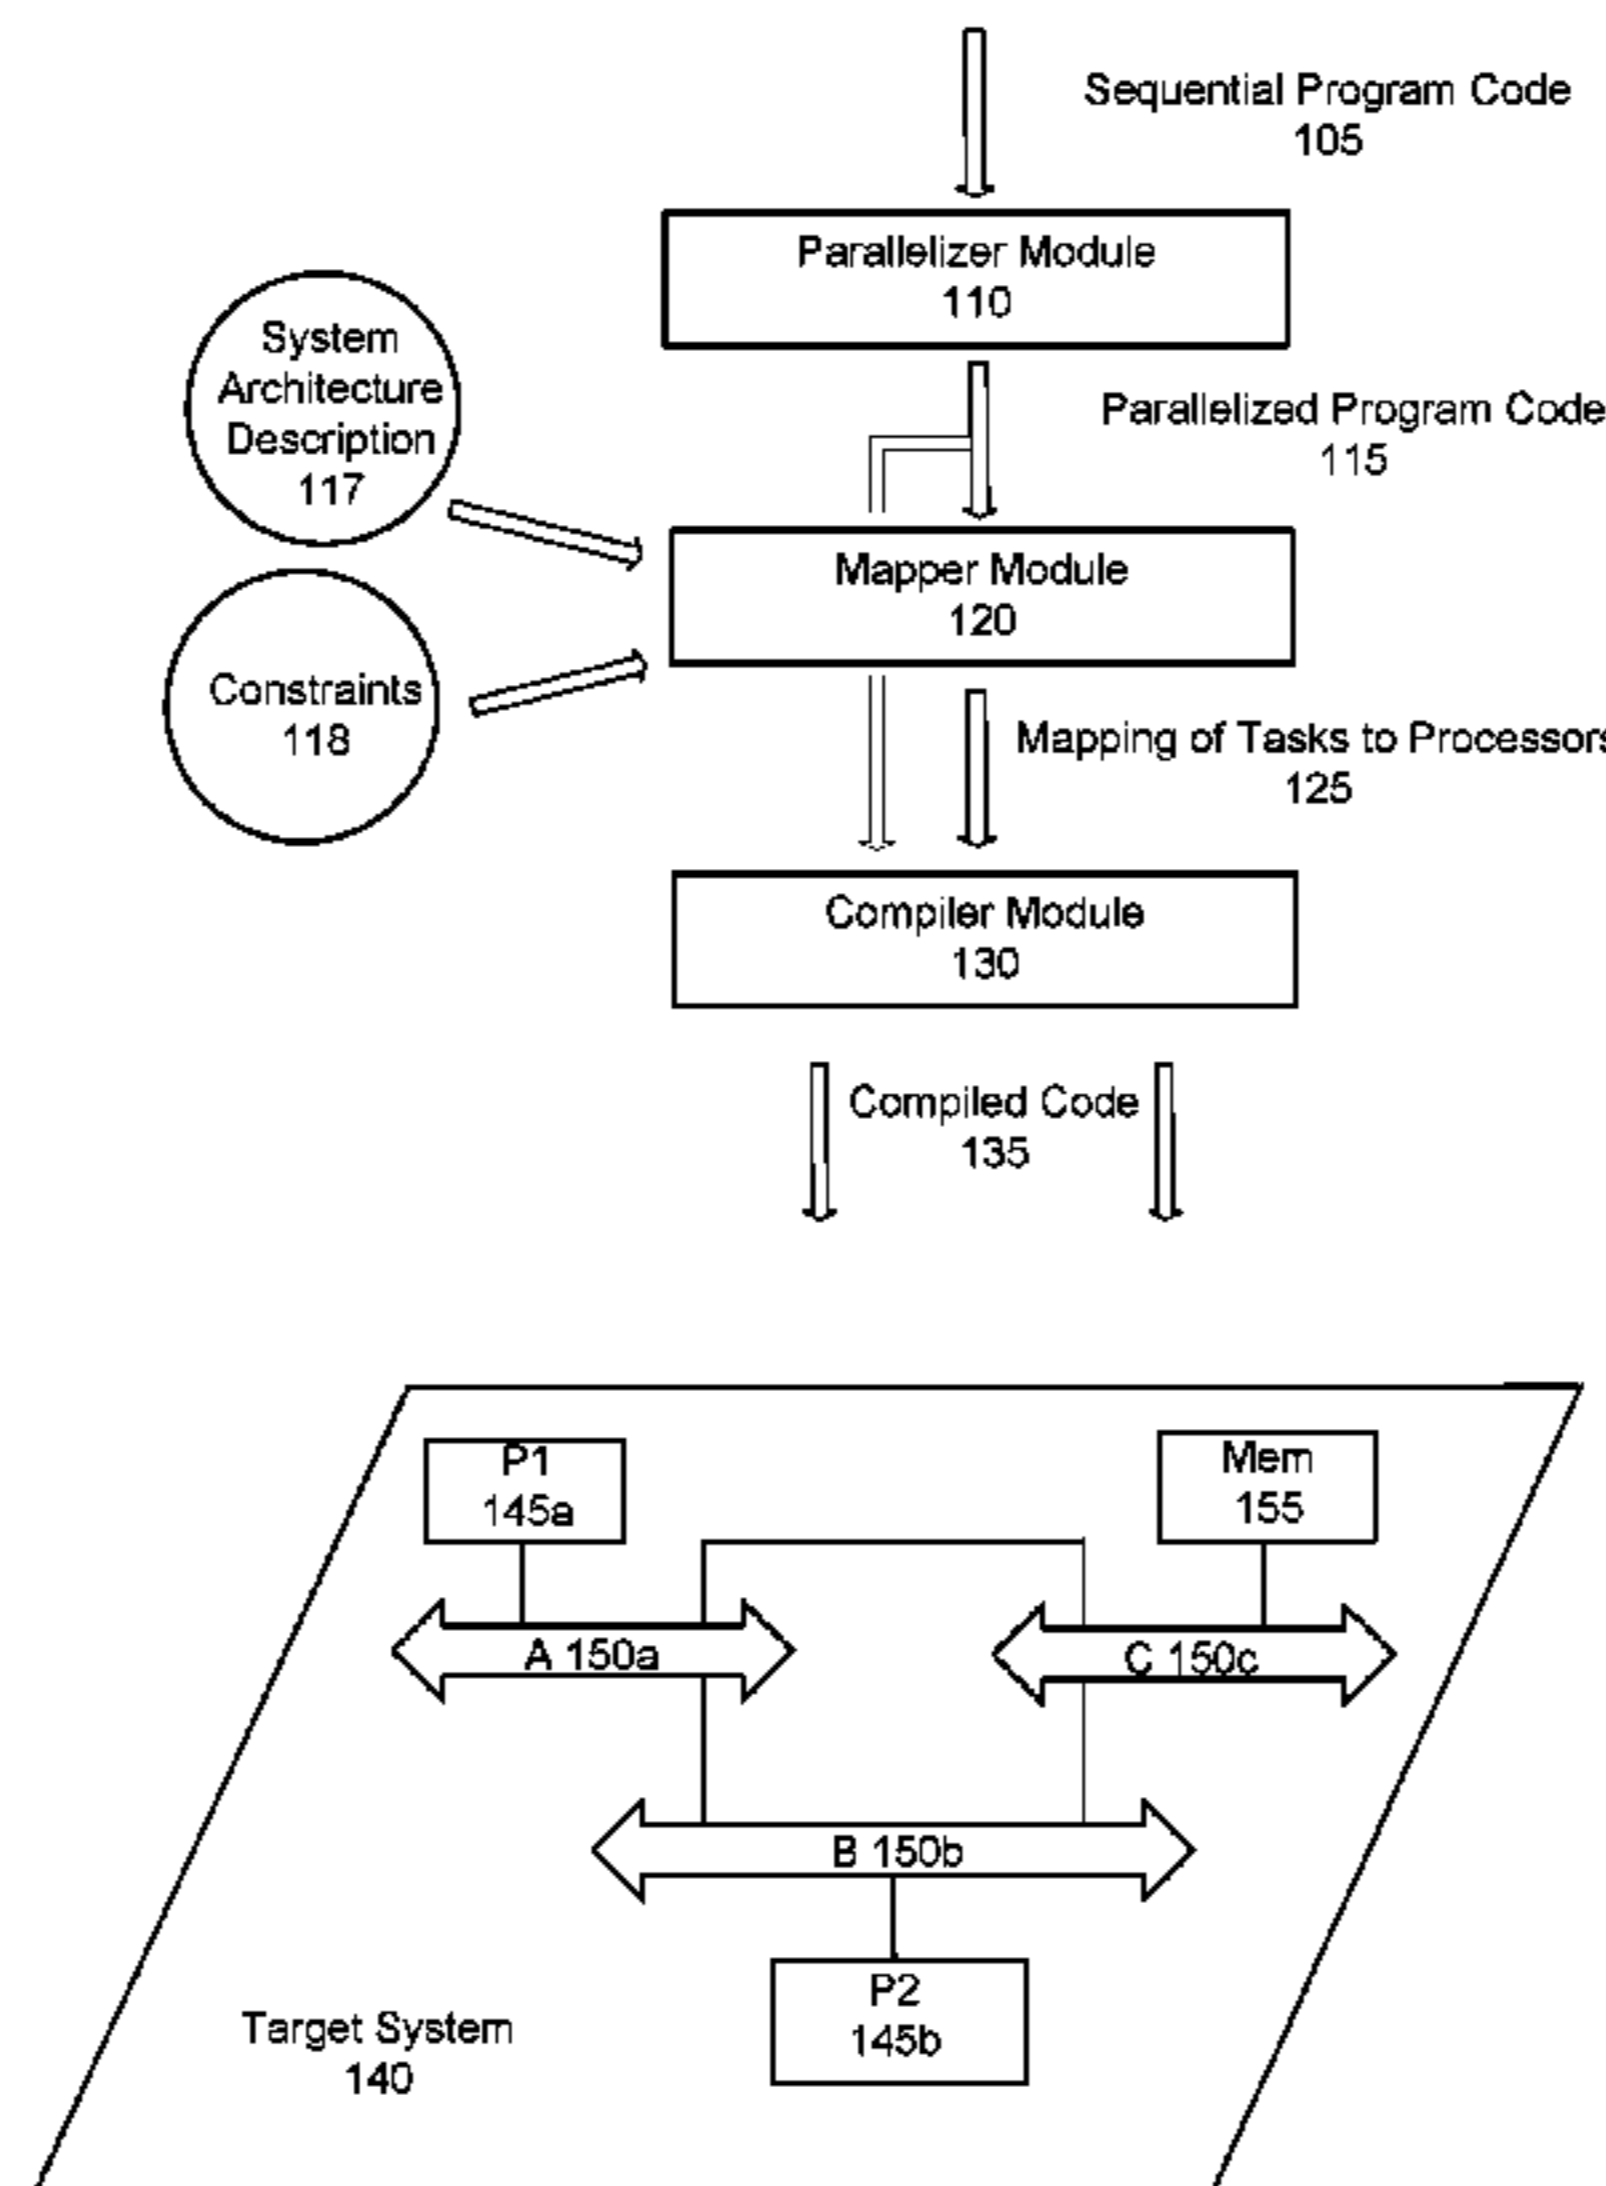 Sequential Program Code
105
Parallelizer Module
110
System
Architecture
Description
117
Parallelized Program Code
115
Mapper Module
120
Constraints
118
Mapping of Tasks to Processors
125
Compiler Module
130
Compiled Code
135
P1
145a
Mem
155
A 150a
C 150c
B 150b
P2
145b
Target System
140